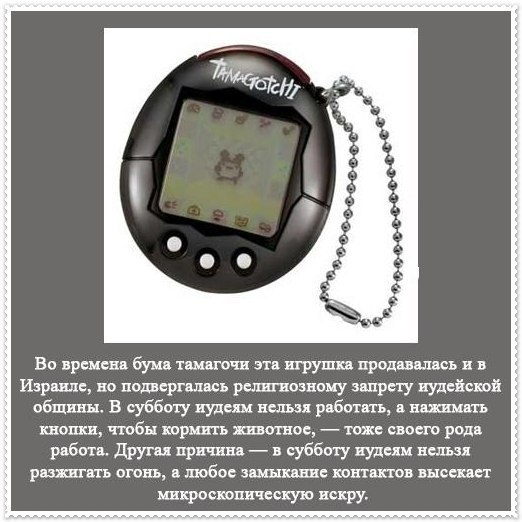 TAMAGOTCHI
Во времена бума тамагочи эта игрушка продавалась и в
Израиле, но подвергалась религиозному запрету иудейской
общины. В субботу иудеям нельзя работать, а нажимать
кнопки, чтобы кормить животное, — тоже своего рода
работа. Другая причина — в субботу иудеям нельзя
разжигать огонь, а любое замыкание контактов высекает
микроскопическую искру.